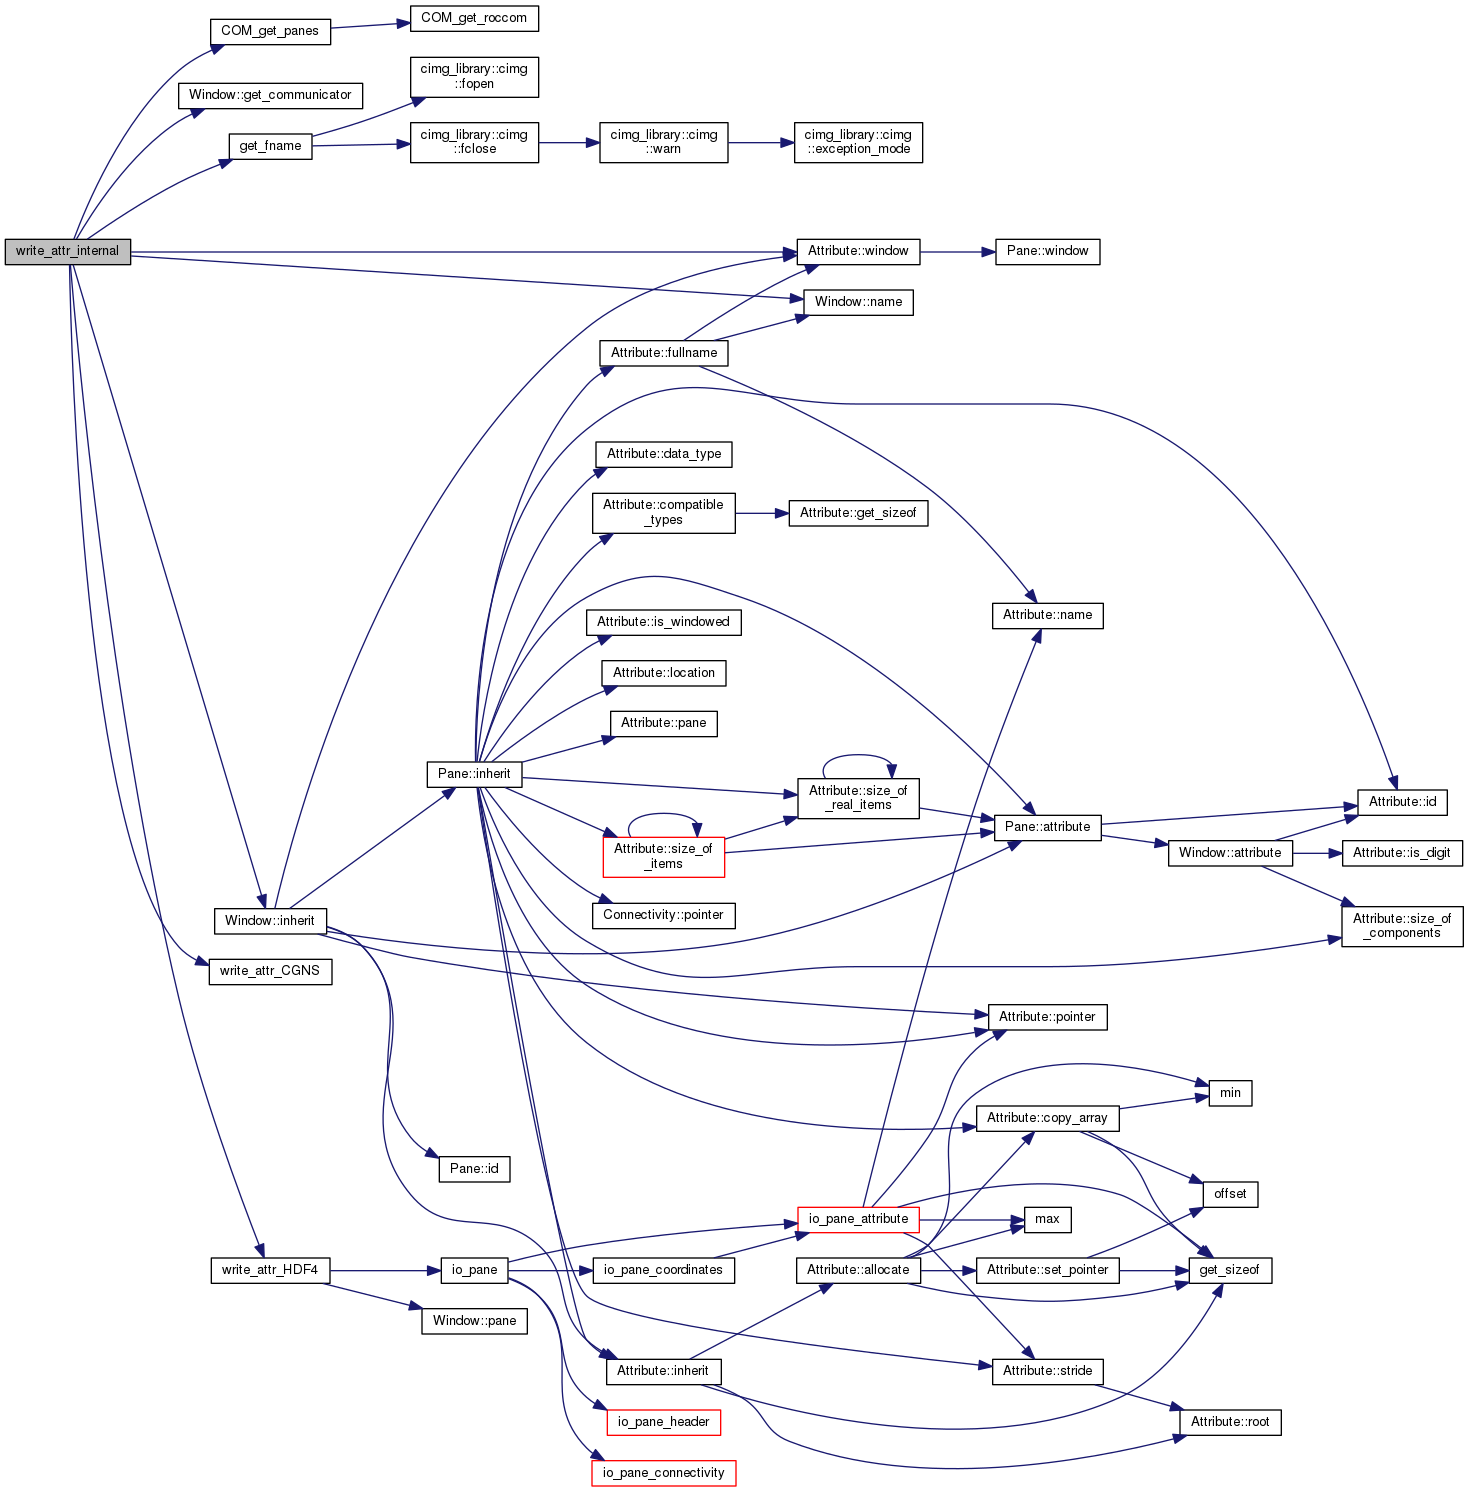 COM_get_roccom
COM_get_panes
cimg_library::cimg
::fopen
Window::get_communicator
cimg_library::cimg
::fclose
cimg_library::cimg
::warn
cimg_library::cimg
::exception_mode
get_fname
write_attr_internal
Attribute::window
Pane::window
Window::name
Attribute::fullname
Attribute::data_type
Attribute::compatible
_types
Attribute::get_sizeof
Attribute::name
Attribute::is_windowed
Attribute::location
Attribute::pane
Pane::inherit
Attribute::size_of
_real_items
Attribute::id
Pane::attribute
Attribute::size_of
_items
Window::attribute
Attribute::is_digit
Connectivity::pointer
Window::inherit
Attribute::size_of
_components
write_attr_CGNS
Attribute::pointer
min
Attribute::copy_array
Pane::id
offset
io_pane_attribute
max
write_attr_HDF4
io_pane
io_pane_coordinates
Attribute::allocate
Attribute::set_pointer
get_sizeof
Window::pane
Attribute::inherit
Attribute::stride
io_pane_header
Attribute::root
io_pane_connectivity